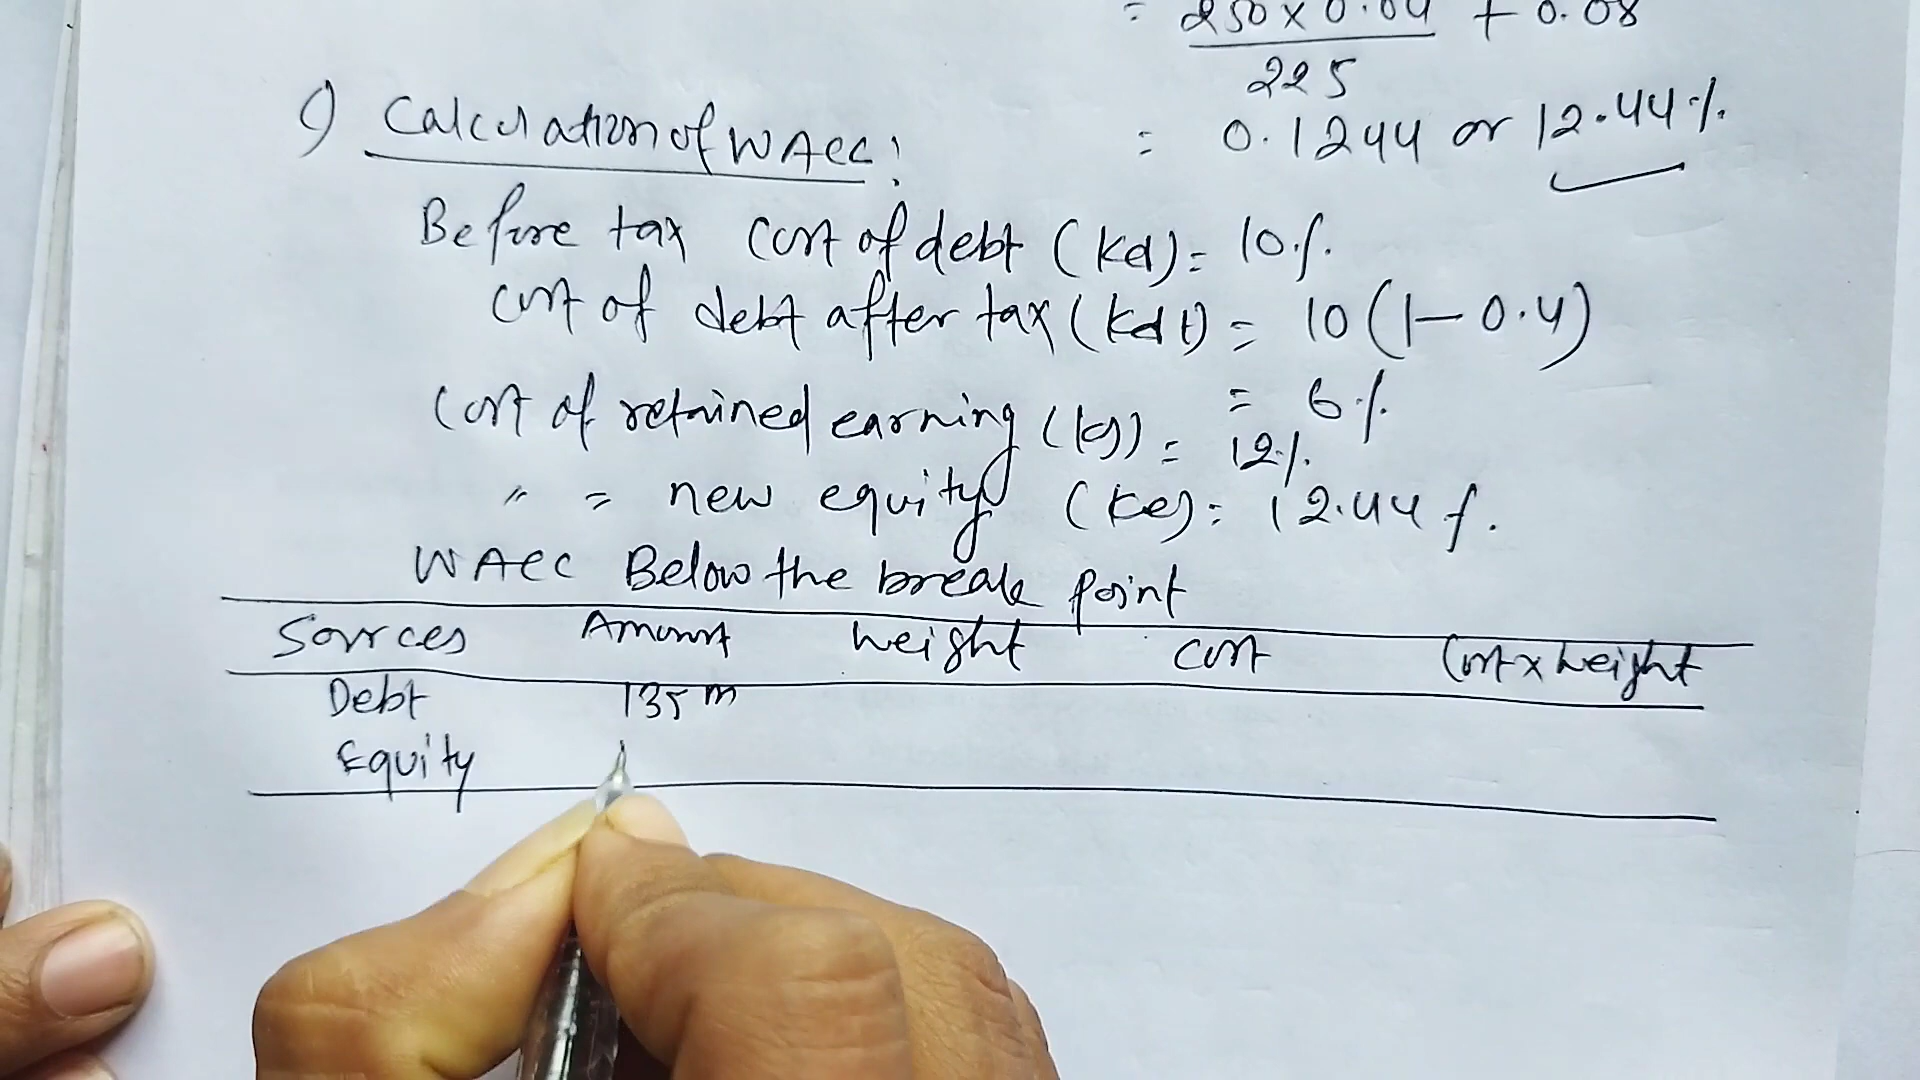 = 250 x 0.04 + 0.08
225
= 0.1244 or 12.44%
c) Calculation of WACC:
Before tax cost of debt (Kd) = 10%
cost of debt after tax (Kdt) = 10(1-0.4)
= 6%
Cost of retained earning (ks) = 12%
" = new equity (Ke) = 12.44%.
WACC Below the break point
Sources Amount Weight Cost Cost x Weight
Debt 135m
Equity